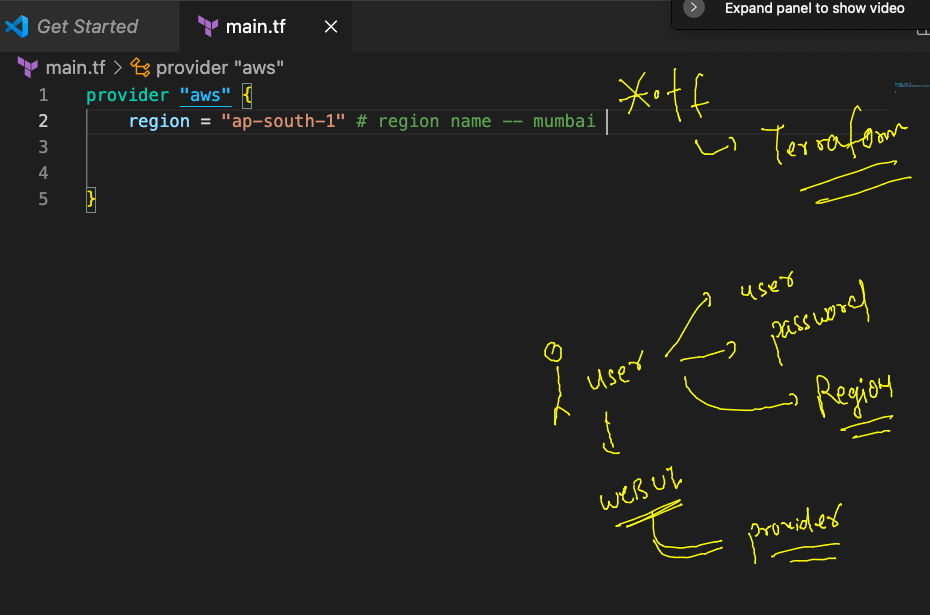 Expand panel to show video
Get Started
main.tf
main.tf > provider "aws"
1 provider "aws" {
2 region = "ap-south-1" # region name -- mumbai
3
4
5 }
*.tf
Terraform
user
password
user
Region
WEBUI
provider